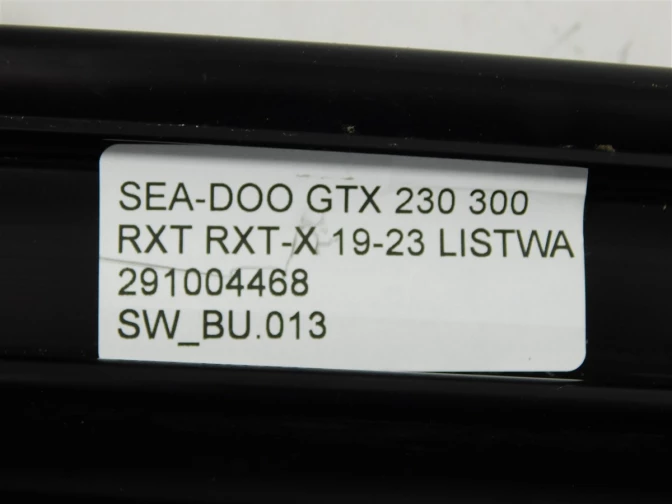 SEA-DOO GTX 230 300
RXT RXT-X 19-23 LISTWA
291004468
SW_BU.013